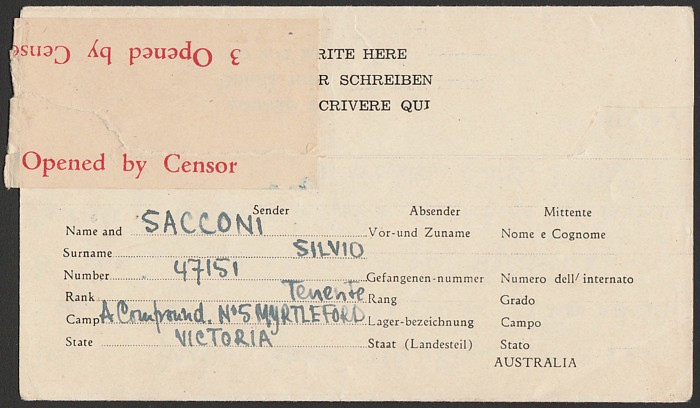 3 Opened by Cense
RITE HERE
R SCHREIBEN
CRIVERE QUI
Opened by Censor
Sender Absender Mittente
Name and SACCONI Vor-und Zuname Nome e Cognome
Surname SILVIO
Number 47151 Gefangenen-nummer Numero dell/ internato
Rank Tenente Rang Grado
Camp A Compound. No5 MYRTLEFORD Lager-bezeichnung Campo
State VICTORIA Staat (Landesteil) Stato
AUSTRALIA